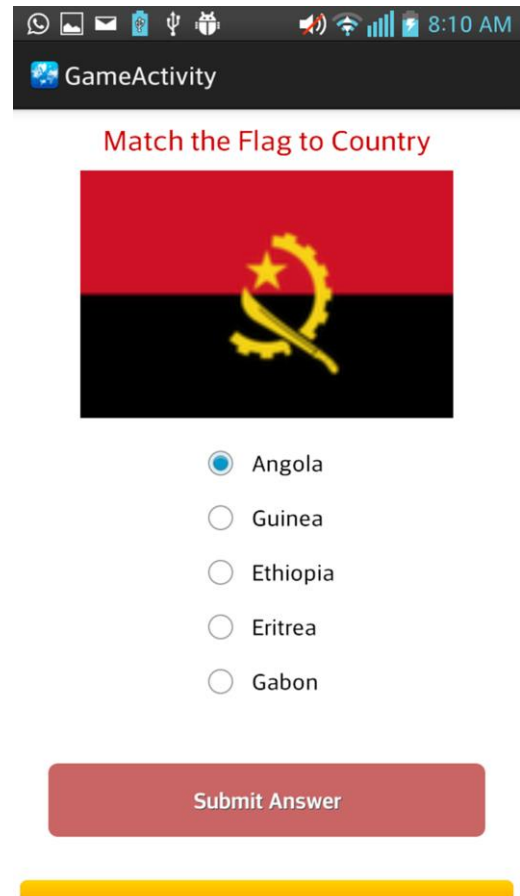 8:10 AM
GameActivity
Match the Flag to Country
Angola
Guinea
Ethiopia
Eritrea
Gabon
Submit Answer